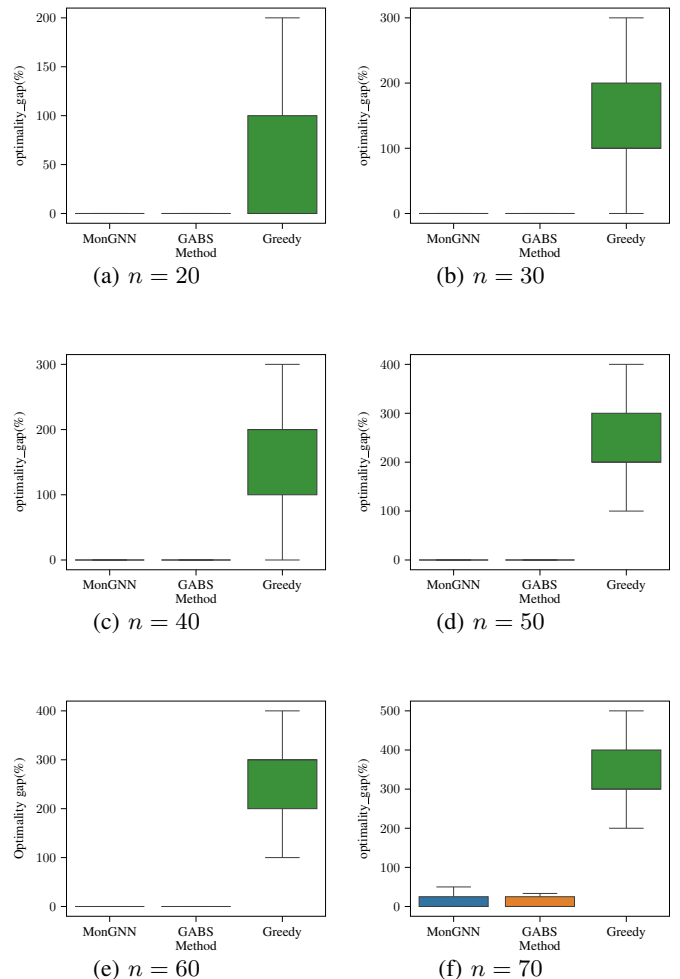 optimality_gap(%)
200
150
100
50
0
MonGNN GABS Greedy
Method
(a) n = 20
optimality_gap(%)
300
200
100
0
MonGNN GABS Greedy
Method
(b) n = 30
optimality_gap(%)
300
200
100
0
MonGNN GABS Greedy
Method
(c) n = 40
optimality_gap(%)
400
300
200
100
0
MonGNN GABS Greedy
Method
(d) n = 50
Optimality gap(%)
400
300
200
100
0
MonGNN GABS Greedy
Method
(e) n = 60
optimality_gap(%)
500
400
300
200
100
0
MonGNN GABS Greedy
Method
(f) n = 70